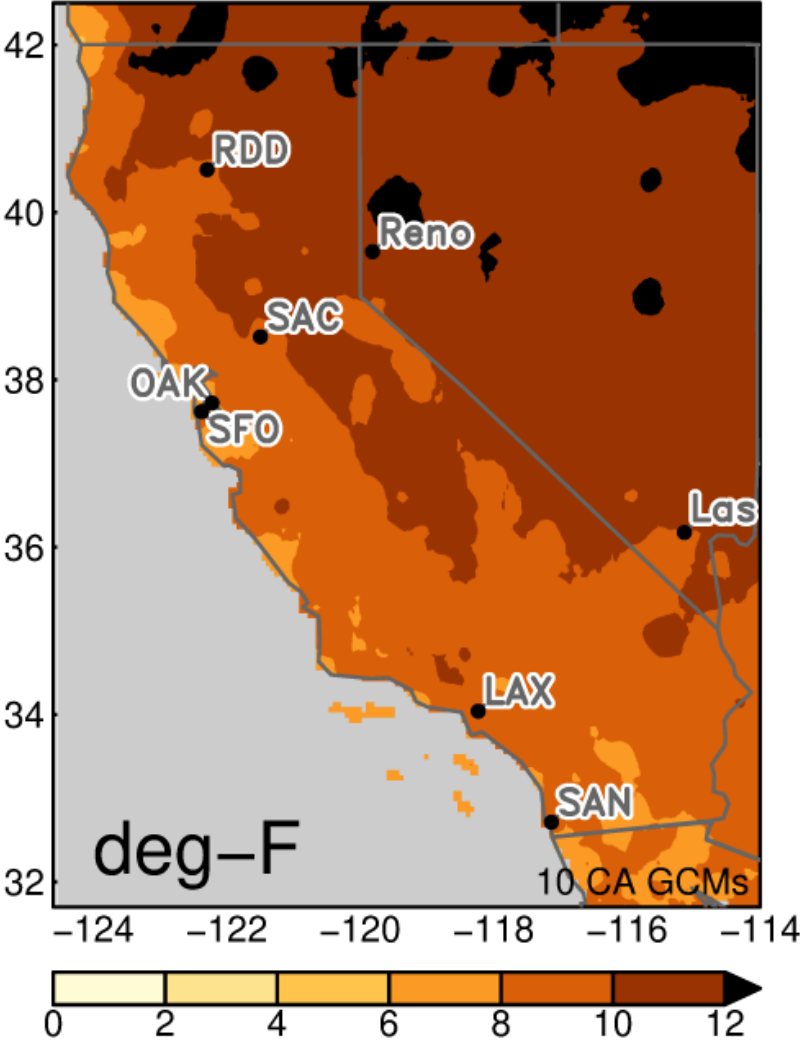 42
RDD
40
Reno
SAC
38
OAK
SFO
Las
36
LAX
34
SAN
deg-F
32
10 CA GCMs
-124 -122 -120 -118 -116 -114
0 2 4 6 8 10 12